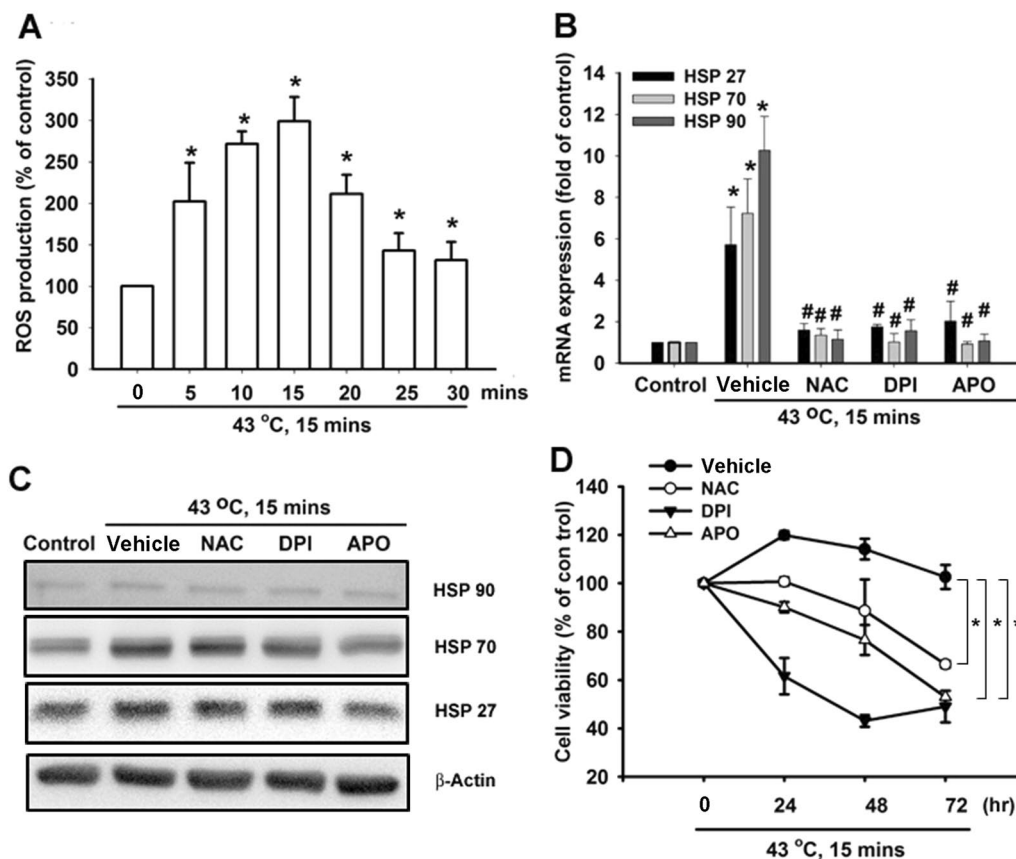 A
ROS production (% of control)
350
300
250
200
150
100
50
0
* * * * * *
0 5 10 15 20 25 30 mins
43 °C, 15 mins
B
mRNA expression (fold of control)
14
12
10
8
6
4
2
0
HSP 27
HSP 70
HSP 90
* * *
# # # # # # # # #
Control Vehicle NAC DPI APO
43 °C, 15 mins
C
43 °C, 15 mins
Control Vehicle NAC DPI APO
HSP 90
HSP 70
HSP 27
β-Actin
D
Vehicle
NAC
DPI
APO
Cell viability (% of con trol)
140
120
100
80
60
40
20
* * *
0 24 48 72 (hr)
43 °C, 15 mins